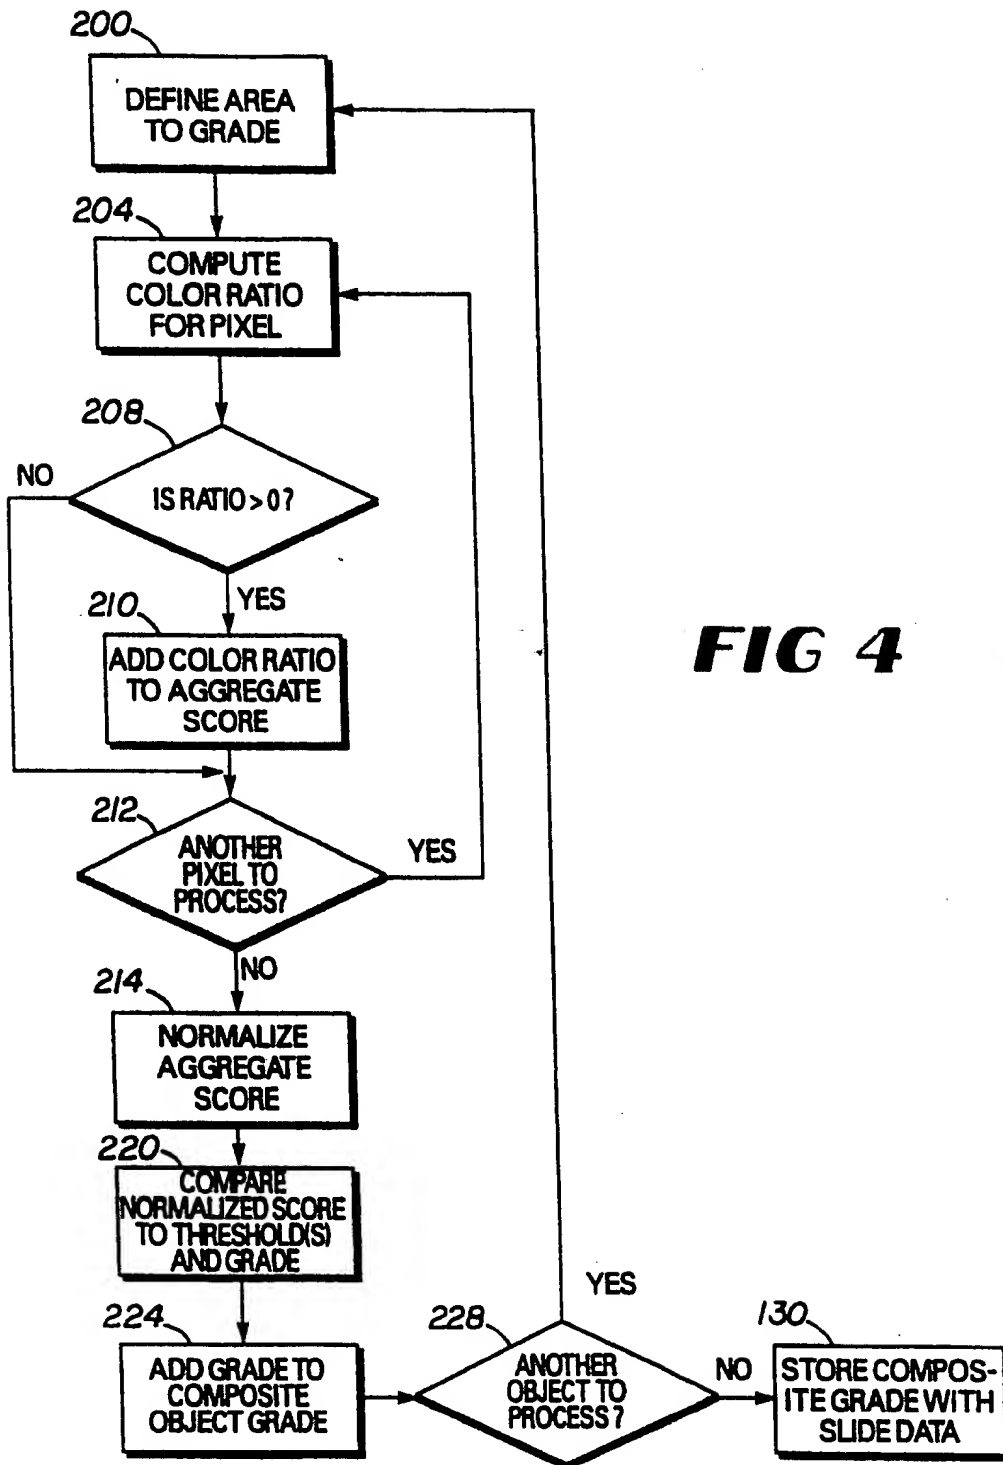 200
DEFINE AREA
TO GRADE
204
COMPUTE
COLOR RATIO
FOR PIXEL
208
NO
IS RATIO > 0?
YES
210
ADD COLOR RATIO
TO AGGREGATE
SCORE
FIG 4
212
ANOTHER
PIXEL TO
PROCESS?
YES
NO
214
NORMALIZE
AGGREGATE
SCORE
220
COMPARE
NORMALIZED SCORE
TO THRESHOLD(S)
AND GRADE
224
ADD GRADE TO
COMPOSITE
OBJECT GRADE
228
YES
ANOTHER
OBJECT TO
PROCESS?
NO
130
STORE COMPOS-
ITE GRADE WITH
SLIDE DATA